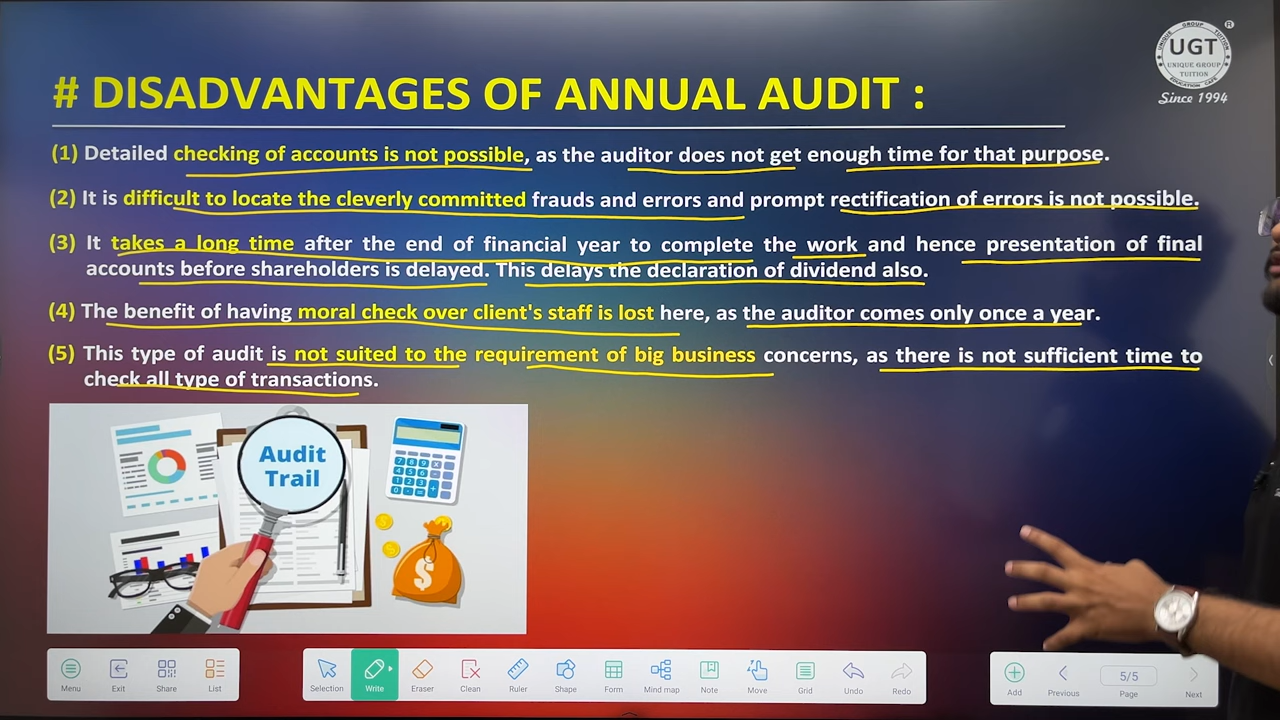 UGT
UNIQUE GROUP
TUITION
Since 1994
# DISADVANTAGES OF ANNUAL AUDIT :
(1) Detailed checking of accounts is not possible, as the auditor does not get enough time for that purpose.
(2) It is difficult to locate the cleverly committed frauds and errors and prompt rectification of errors is not possible.
(3) It takes a long time after the end of financial year to complete the work and hence presentation of final
accounts before shareholders is delayed. This delays the declaration of dividend also.
(4) The benefit of having moral check over client's staff is lost here, as the auditor comes only once a year.
(5) This type of audit is not suited to the requirement of big business concerns, as there is not sufficient time to
check all type of transactions.
Audit
Trail
Menu Exit Share List Selection Write Eraser Clean Ruler Shape Form Mind map Note Move Grid Undo Redo Add Previous 5/5 Page Next